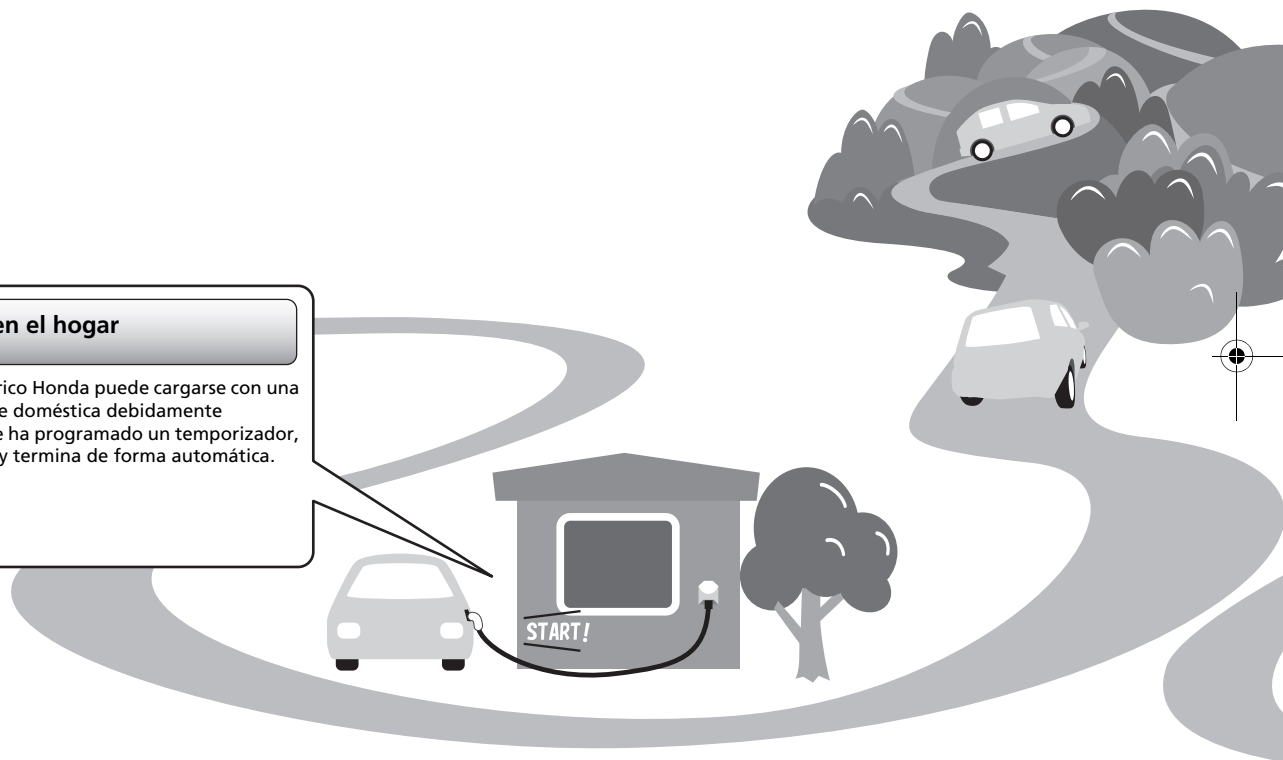 en el hogar
rico Honda puede cargarse con una
e doméstica debidamente
e ha programado un temporizador,
y termina de forma automática.
START!